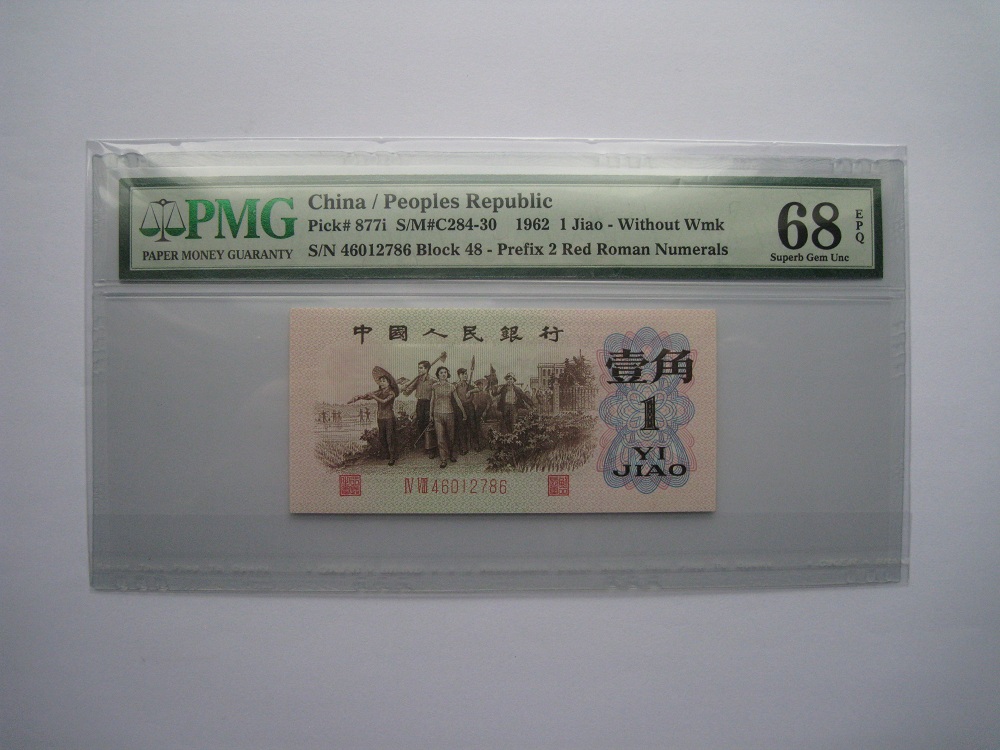 PMG
PAPER MONEY GUARANTY
China / Peoples Republic
Pick# 877i S/M#C284-30 1962 1 Jiao - Without Wmk
S/N 46012786 Block 48 - Prefix 2 Red Roman Numerals
68
EPQ
Superb Gem Unc
中國人民銀行
壹角
1
YI
JIAO
IV VIII 46012786